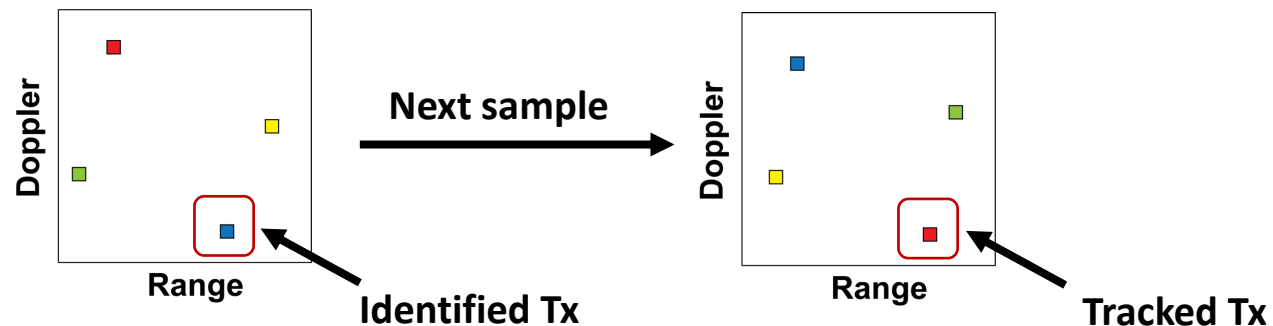 Doppler
Range
Identified Tx
Next sample
Doppler
Range
Tracked Tx